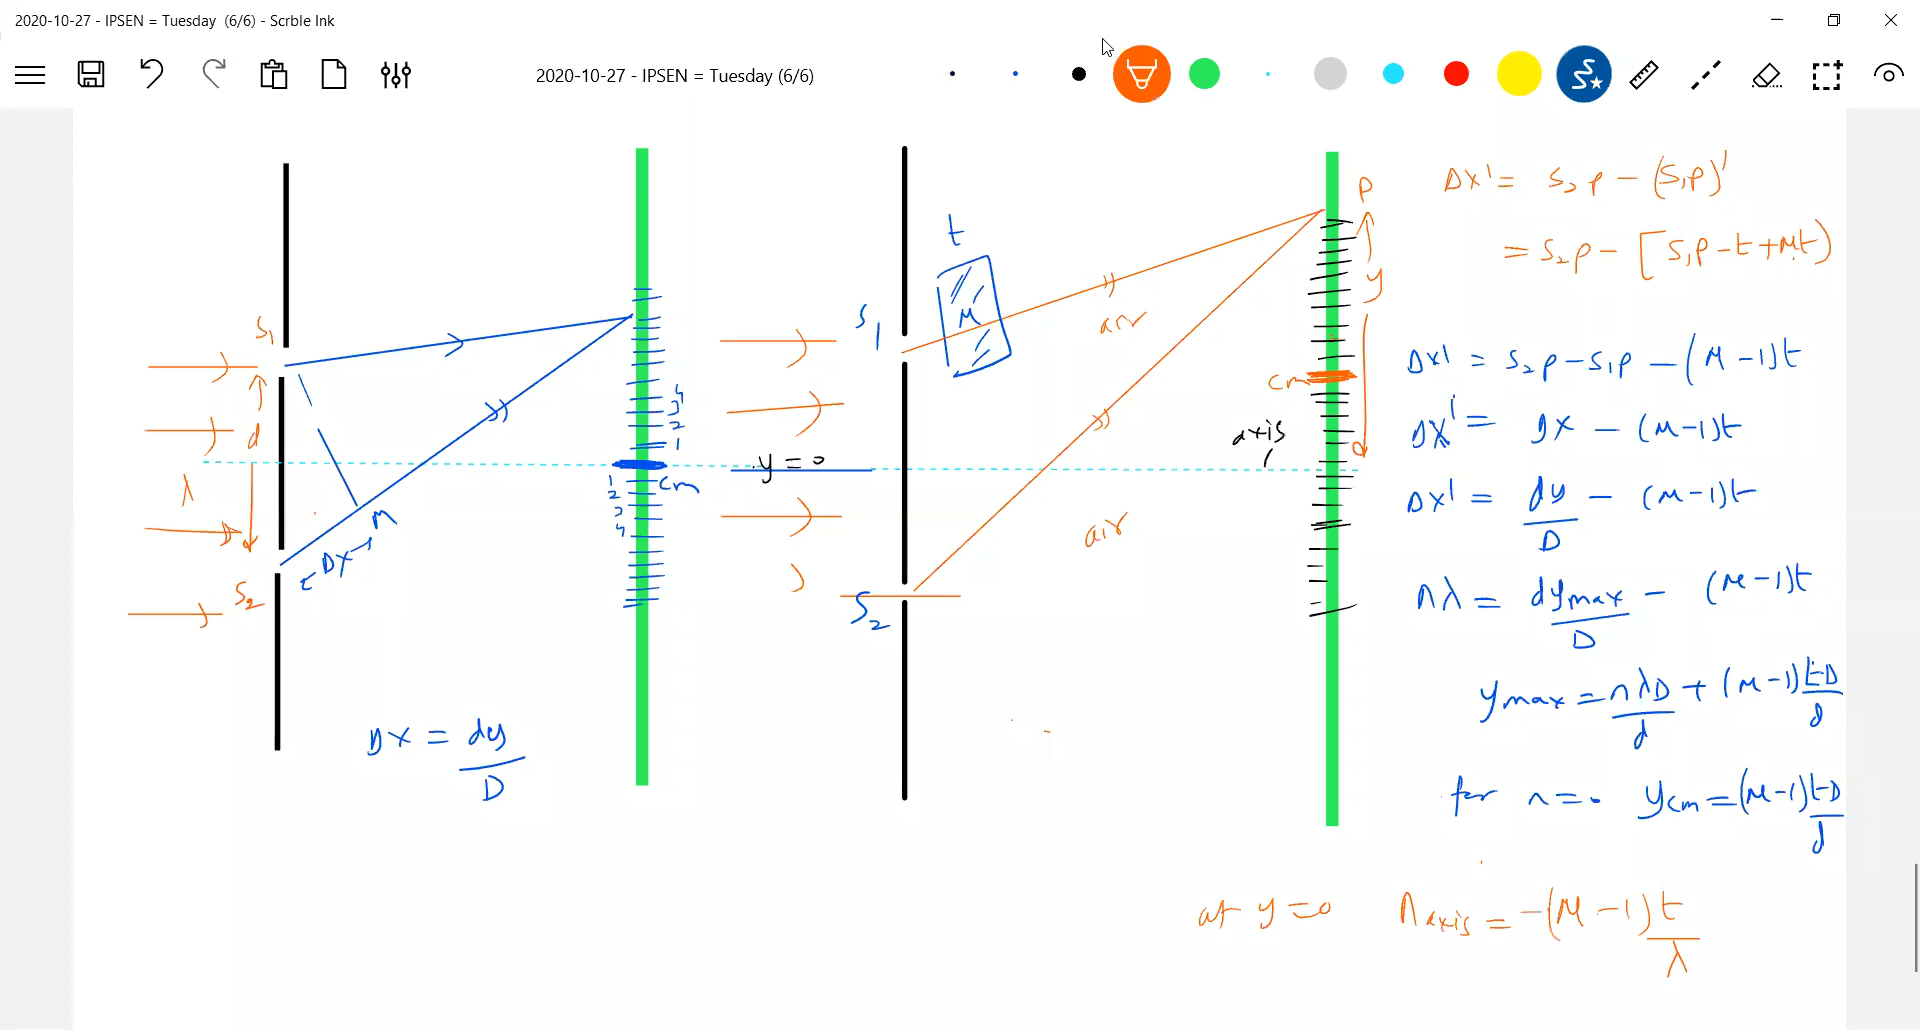 2020-10-27 - IPSEN = Tuesday (6/6) - Scrble Ink
2020-10-27 - IPSEN = Tuesday (6/6)
S₁
d
λ
S₂
Δx
M
4
3
2
1
cm
1
2
3
4
Δx = dy/D
y = 0
t
μ
S₁
S₂
air
air
P
y
cm
axis
Δx' = S₂P - (S₁P)'
= S₂P - [S₁P - t + μt)
Δx' = S₂P - S₁P - (μ - 1)t
Δx' = Δx - (μ-1)t
Δx' = dy/D - (μ-1)t
nλ = dymax/D - (μ-1)t
ymax = nλD/d + (μ-1)tD/d
for n=0 ycm = (μ-1)tD/d
at y=0 naxis = -(μ-1)t/λ